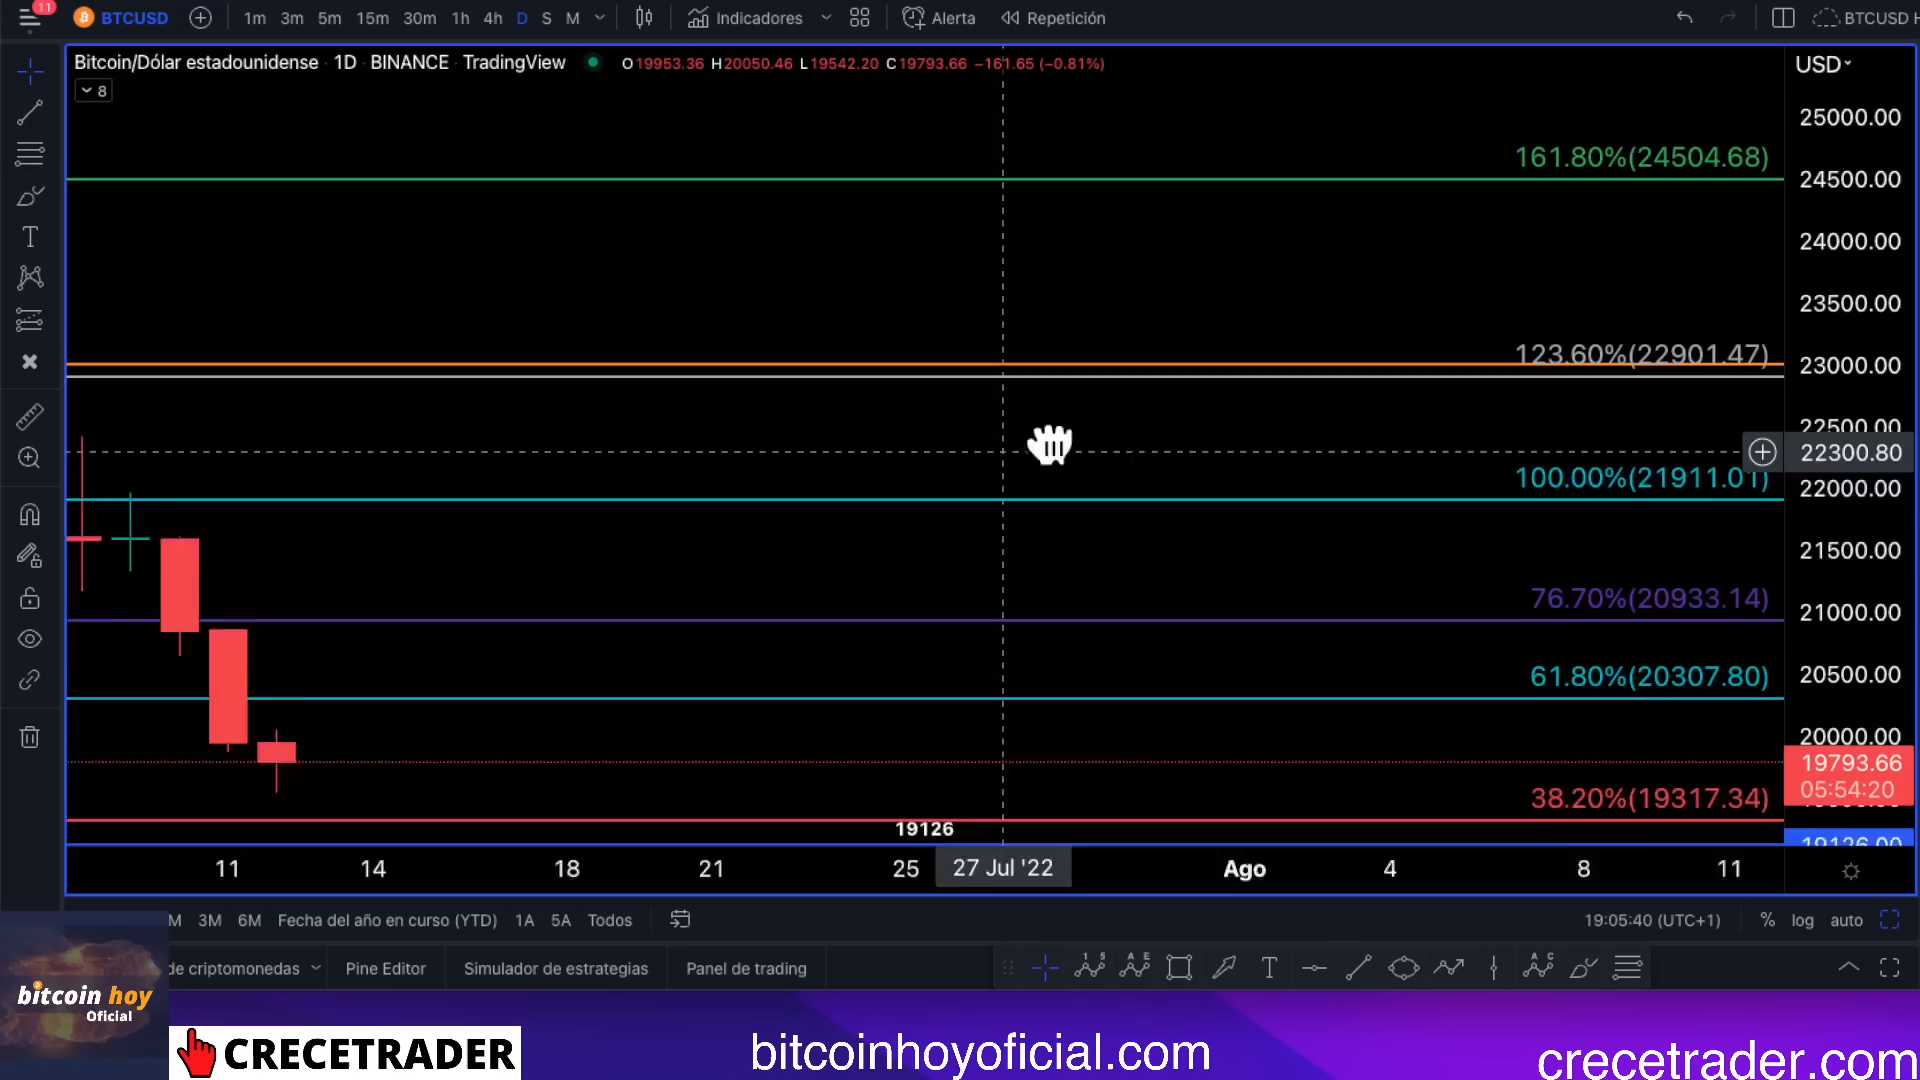 11
BTCUSD
1m 3m 5m 15m 30m 1h 4h D S M
Indicadores
Alerta
Repetición
BTCUSD H
Bitcoin/Dólar estadounidense · 1D · BINANCE · TradingView
O19953.36 H20050.46 L19542.20 C19793.66 −161.65 (−0.81%)
8
USD
25000.00
161.80%(24504.68)
24500.00
24000.00
23500.00
123.60%(22901.47)
23000.00
22500.00
22300.80
100.00%(21911.01)
22000.00
21500.00
76.70%(20933.14)
21000.00
61.80%(20307.80)
20500.00
20000.00
19793.66
05:54:20
38.20%(19317.34)
19126
19126.00
11 14 18 21 25 27 Jul '22 Ago 4 8 11
M 3M 6M Fecha del año en curso (YTD) 1A 5A Todos
19:05:40 (UTC+1) % log auto
de criptomonedas Pine Editor Simulador de estrategias Panel de trading
bitcoin hoy
Oficial
CRECETRADER
bitcoinhoyoficial.com
crecetrader.com